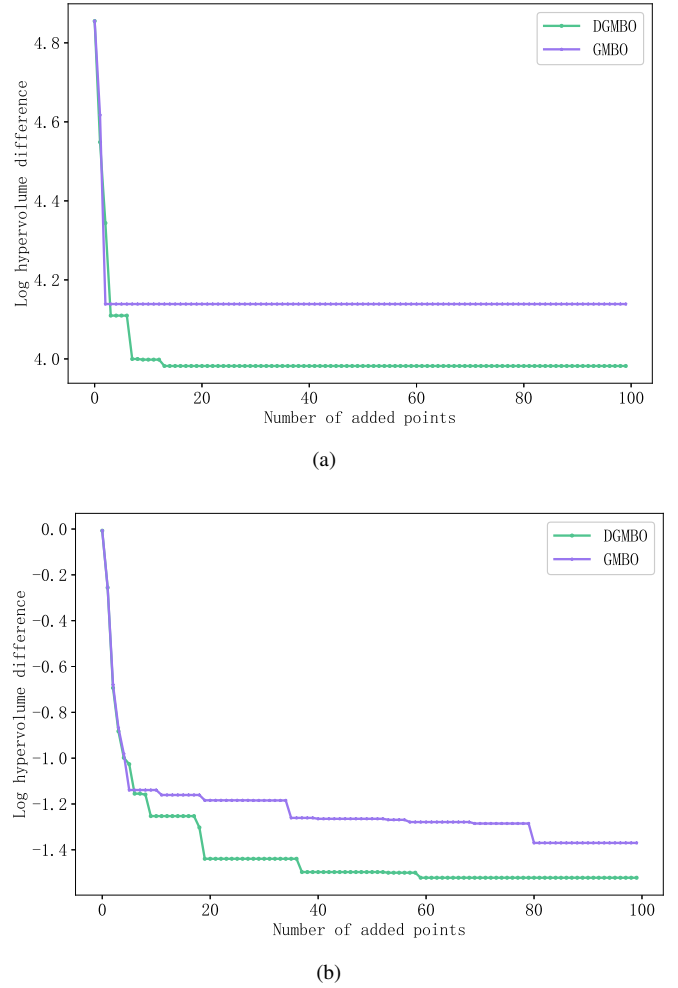 4.8
4.6
4.4
4.2
4.0
Log hypervolume difference
DGMBO
GMBO
0 20 40 60 80 100
Number of added points
(a)
0.0
−0.2
−0.4
−0.6
−0.8
−1.0
−1.2
−1.4
Log hypervolume difference
DGMBO
GMBO
0 20 40 60 80 100
Number of added points
(b)